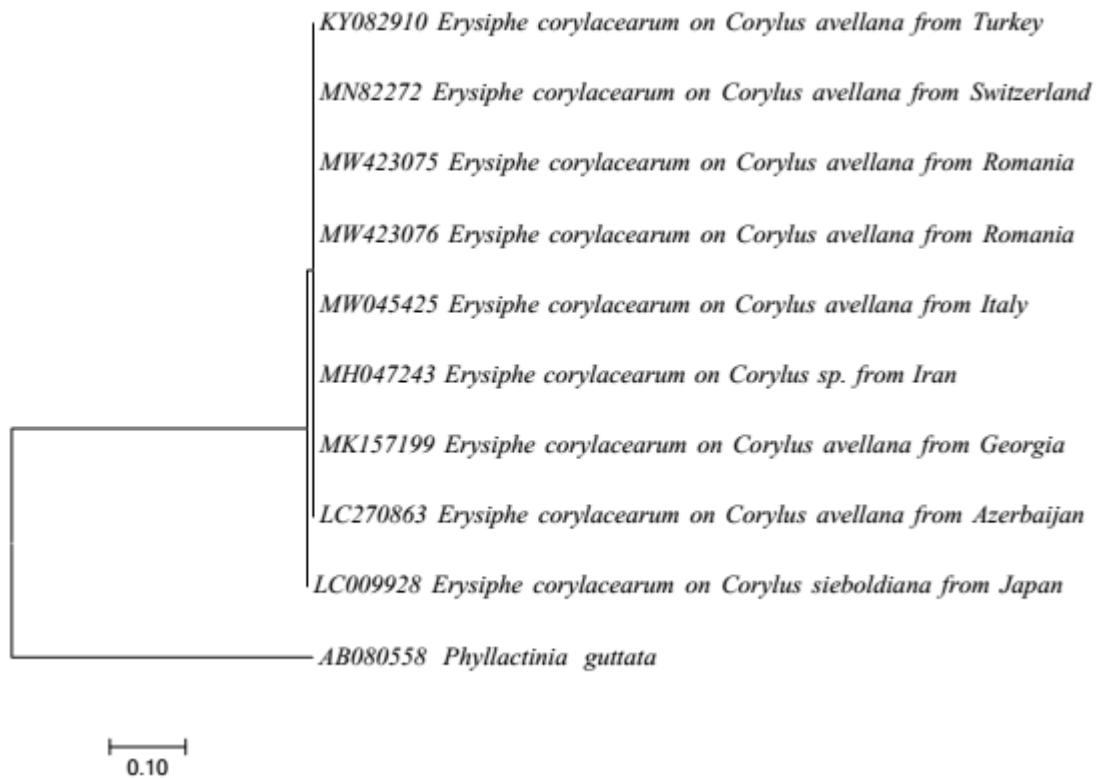 KY082910 Erysiphe corylacearum on Corylus avellana from Turkey
MN82272 Erysiphe corylacearum on Corylus avellana from Switzerland
MW423075 Erysiphe corylacearum on Corylus avellana from Romania
MW423076 Erysiphe corylacearum on Corylus avellana from Romania
MW045425 Erysiphe corylacearum on Corylus avellana from Italy
MH047243 Erysiphe corylacearum on Corylus sp. from Iran
MK157199 Erysiphe corylacearum on Corylus avellana from Georgia
LC270863 Erysiphe corylacearum on Corylus avellana from Azerbaijan
LC009928 Erysiphe corylacearum on Corylus sieboldiana from Japan
AB080558 Phyllactinia guttata
0.10